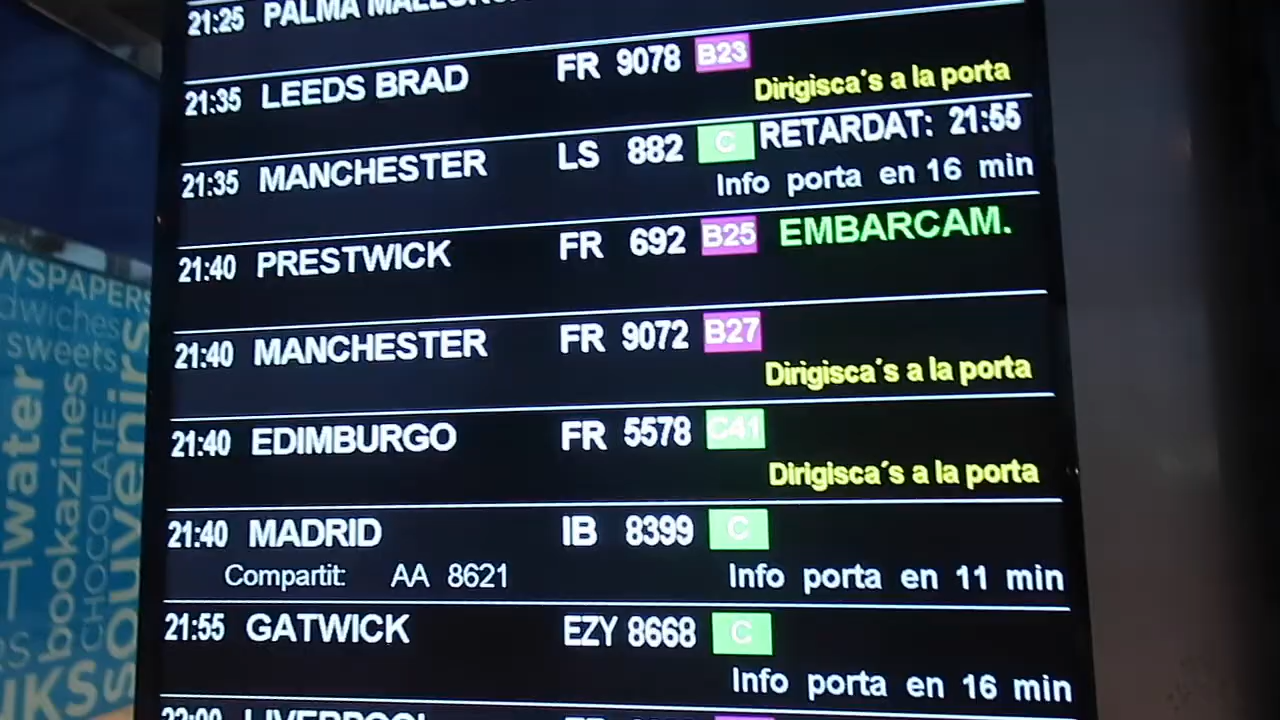 21:25 PALMA
21:35 LEEDS BRAD FR 9078 B23
Dirigisca´s a la porta
21:35 MANCHESTER LS 882 C RETARDAT: 21:55
Info porta en 16 min
21:40 PRESTWICK FR 692 B25 EMBARCAM.
21:40 MANCHESTER FR 9072 B27
Dirigisca´s a la porta
21:40 EDIMBURGO FR 5578 C41
Dirigisca´s a la porta
21:40 MADRID IB 8399 C
Compartit: AA 8621 Info porta en 11 min
21:55 GATWICK EZY 8668 C
Info porta en 16 min
22:00 LIVERPOOL FR
sweets
water
bookazines
CHOCOLATE
souvenirs